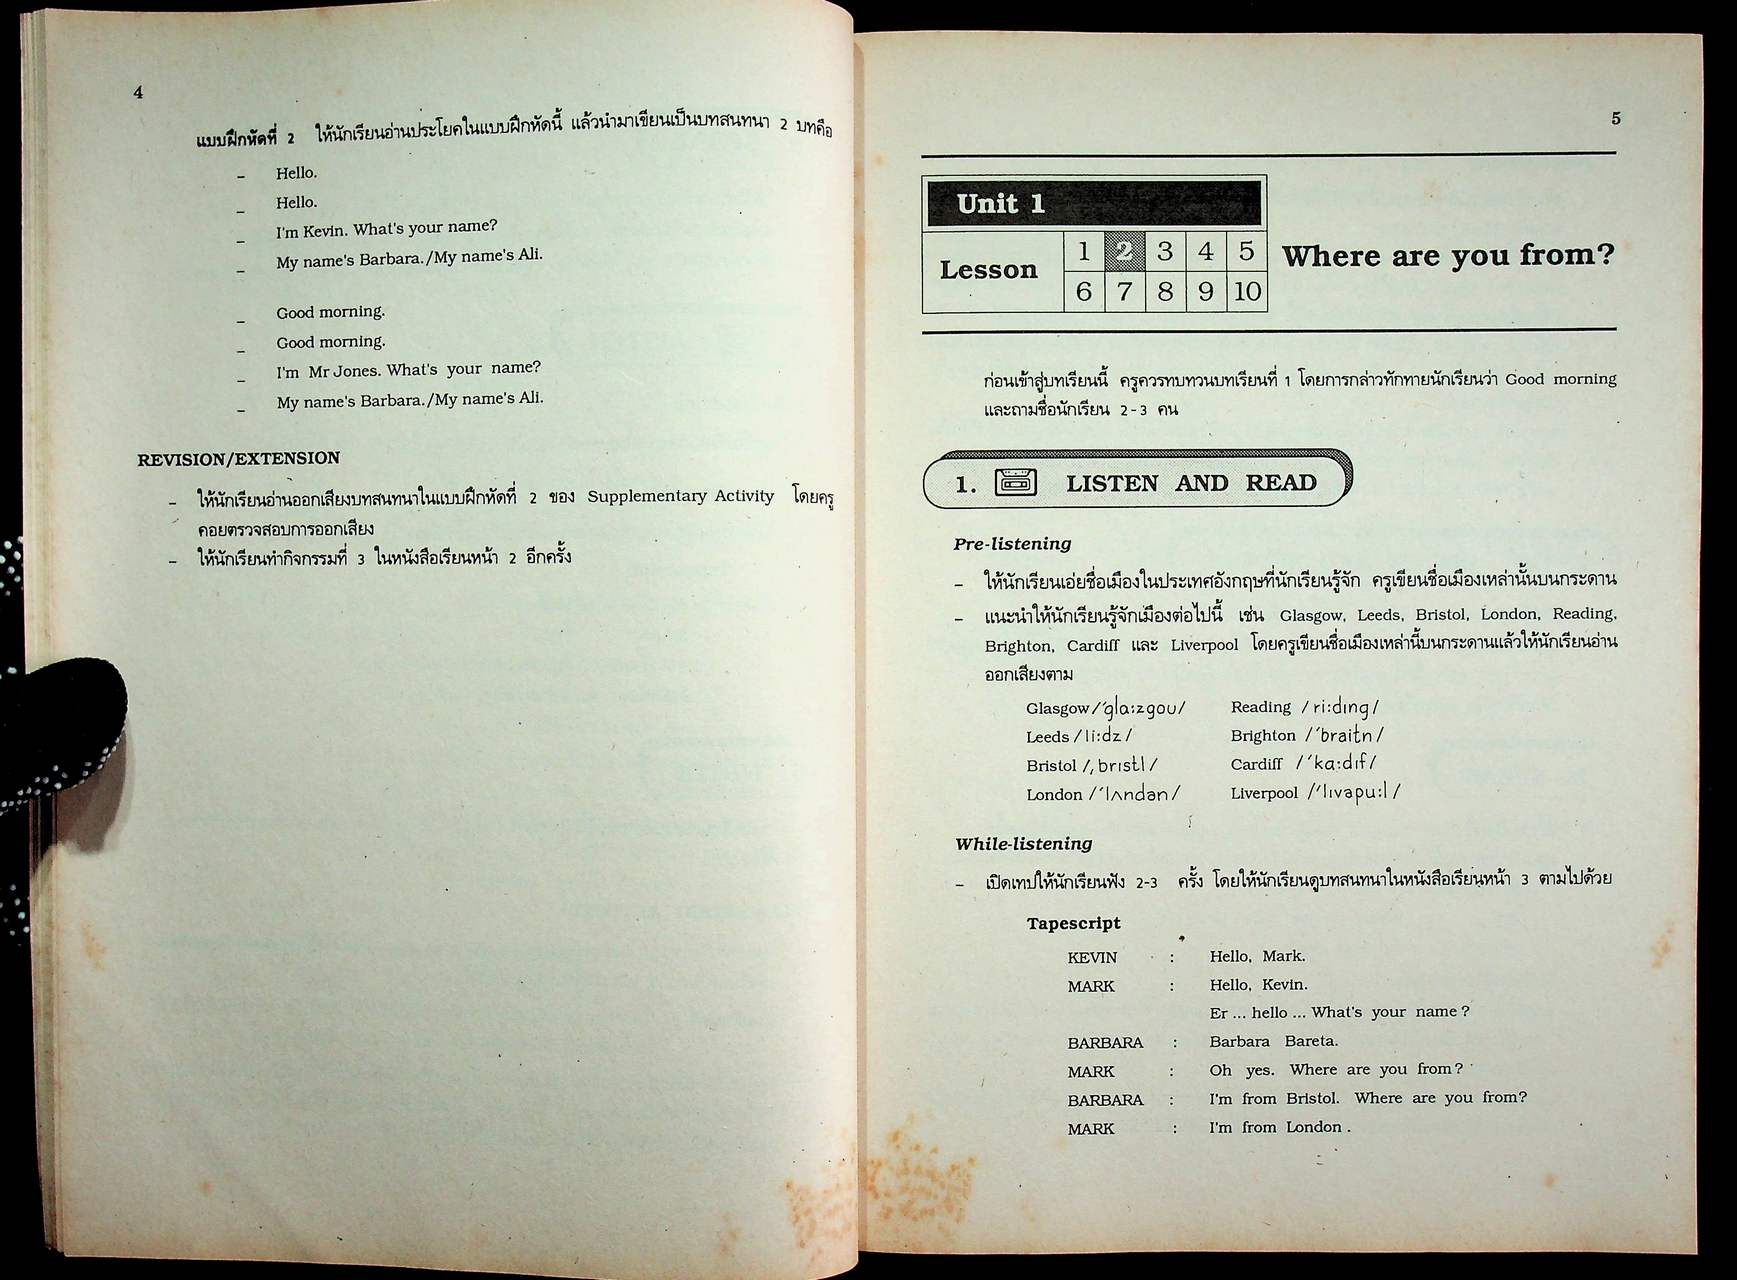 4
แบบฝึกหัดที่ 2 ให้นักเรียนอ่านประโยคในแบบฝึกหัดนี้ แล้วนำมาเขียนเป็นบทสนทนา 2 บทคือ
– Hello.
– Hello.
– I'm Kevin. What's your name?
– My name's Barbara./My name's Ali.
– Good morning.
– Good morning.
– I'm Mr Jones. What's your name?
– My name's Barbara./My name's Ali.
REVISION/EXTENSION
– ให้นักเรียนอ่านออกเสียงบทสนทนาในแบบฝึกหัดที่ 2 ของ Supplementary Activity โดยครู
คอยตรวจสอบการออกเสียง
– ให้นักเรียนทำกิจกรรมที่ 3 ในหนังสือเรียนหน้า 2 อีกครั้ง
5
Unit 1
Lesson 1 2 3 4 5
6 7 8 9 10
Where are you from?
ก่อนเข้าสู่บทเรียนนี้ ครูควรทบทวนบทเรียนที่ 1 โดยการกล่าวทักทายนักเรียนว่า Good morning
และถามชื่อนักเรียน 2-3 คน
1. LISTEN AND READ
Pre-listening
– ให้นักเรียนเอ่ยชื่อเมืองในประเทศอังกฤษที่นักเรียนรู้จัก ครูเขียนชื่อเมืองเหล่านั้นบนกระดาน
– แนะนำให้นักเรียนรู้จักเมืองต่อไปนี้ เช่น Glasgow, Leeds, Bristol, London, Reading,
Brighton, Cardiff และ Liverpool โดยครูเขียนชื่อเมืองเหล่านี้บนกระดานแล้วให้นักเรียนอ่าน
ออกเสียงตาม
Glasgow /ˈglɑ:zgoʊ/ Reading /ri:dɪŋg/
Leeds /li:dz/ Brighton /ˈbraitn/
Bristol /ˌbrɪstl/ Cardiff /ˈkɑ:dɪf/
London /ˈlʌndən/ Liverpool /ˈlɪvəpu:l/
While-listening
– เปิดเทปให้นักเรียนฟัง 2-3 ครั้ง โดยให้นักเรียนดูบทสนทนาในหนังสือเรียนหน้า 3 ตามไปด้วย
Tapescript
KEVIN : Hello, Mark.
MARK : Hello, Kevin.
Er ... hello ... What's your name?
BARBARA : Barbara Bareta.
MARK : Oh yes. Where are you from?
BARBARA : I'm from Bristol. Where are you from?
MARK : I'm from London.